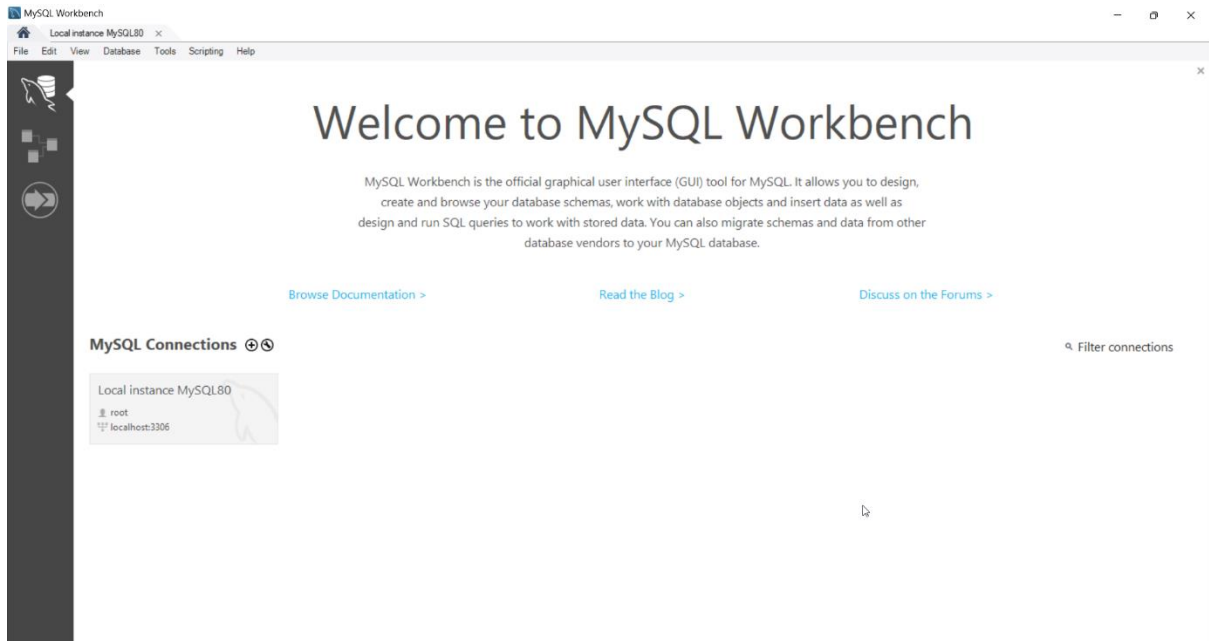 MySQL Workbench
Local instance MySQL80
File Edit View Database Tools Scripting Help
Welcome to MySQL Workbench
MySQL Workbench is the official graphical user interface (GUI) tool for MySQL. It allows you to design,
create and browse your database schemas, work with database objects and insert data as well as
design and run SQL queries to work with stored data. You can also migrate schemas and data from other
database vendors to your MySQL database.
Browse Documentation > Read the Blog > Discuss on the Forums >
MySQL Connections
Filter connections
Local instance MySQL80
root
localhost:3306